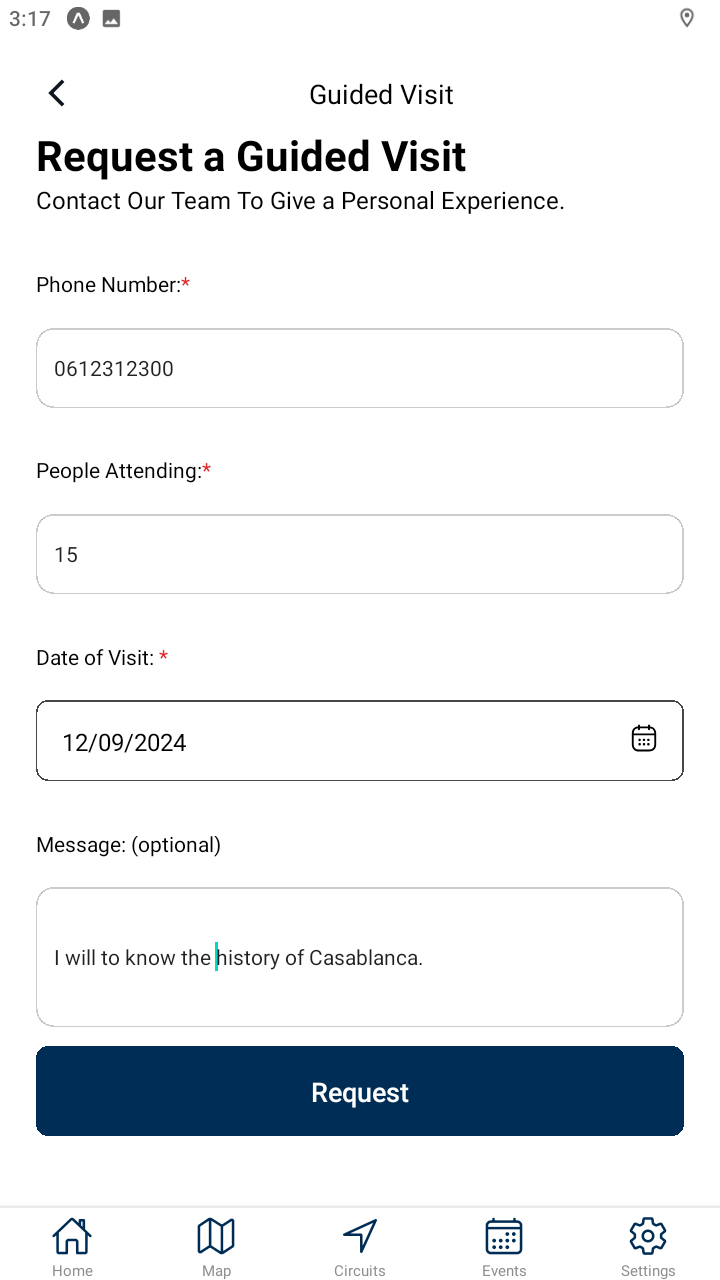 3:17
Guided Visit
Request a Guided Visit
Contact Our Team To Give a Personal Experience.
Phone Number:*
0612312300
People Attending:*
15
Date of Visit: *
12/09/2024
Message: (optional)
I will to know the history of Casablanca.
Request
Home Map Circuits Events Settings